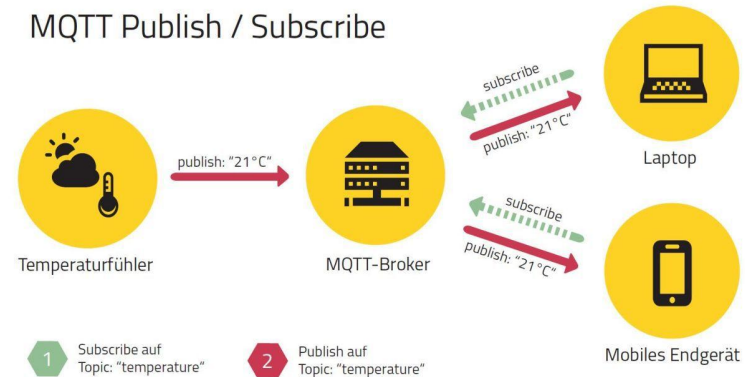 MQTT Publish / Subscribe
subscribe
publish: "21°C"
Laptop
publish: "21°C"
Temperaturfühler
MQTT-Broker
subscribe
publish: "21°C"
Mobiles Endgerät
1
Subscribe auf
Topic: "temperature"
2
Publish auf
Topic: "temperature"